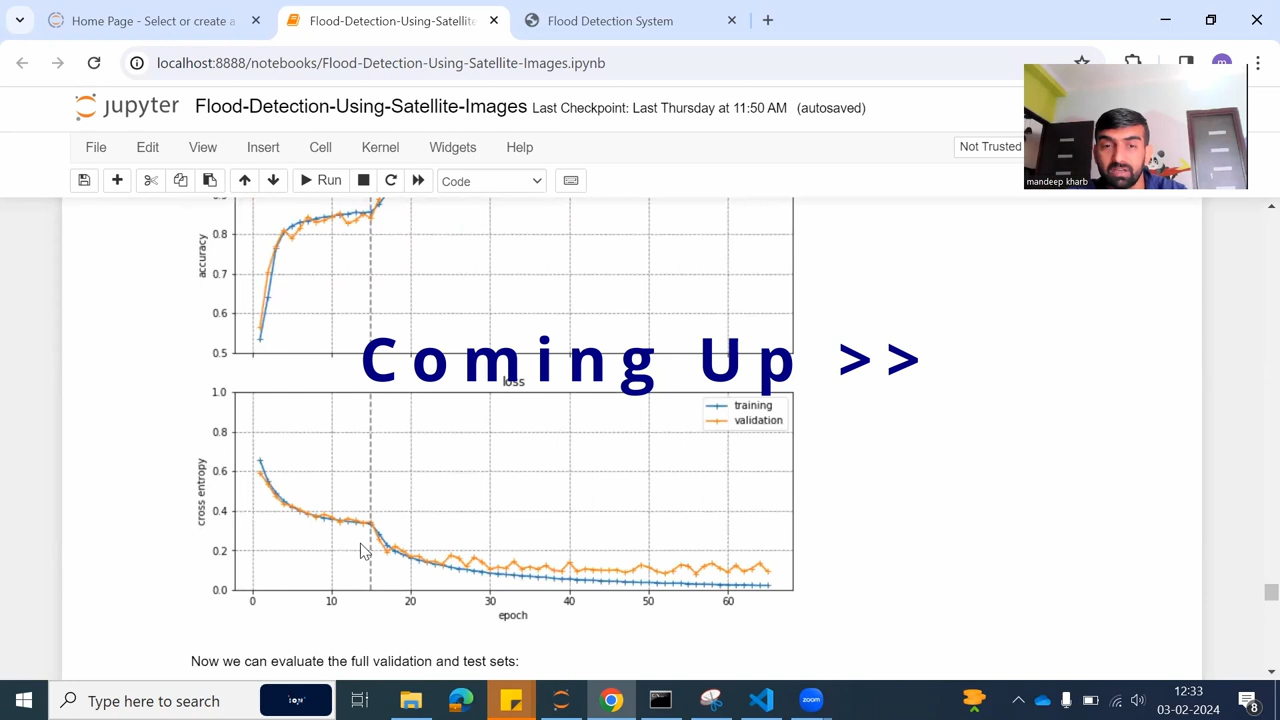 Home Page - Select or create a
Flood-Detection-Using-Satellite
Flood Detection System
localhost:8888/notebooks/Flood-Detection-Using-Satellite-Images.ipynb
jupyter Flood-Detection-Using-Satellite-Images Last Checkpoint: Last Thursday at 11:50 AM (autosaved)
File Edit View Insert Cell Kernel Widgets Help
Not Trusted
Run
Code
mandeep kharb
accuracy
0.8
0.7
0.6
0.5
Coming Up >>
loss
training
validation
cross entropy
1.0
0.8
0.6
0.4
0.2
0.0
0 10 20 30 40 50 60
epoch
Now we can evaluate the full validation and test sets:
Type here to search
zoom
12:33
03-02-2024
8